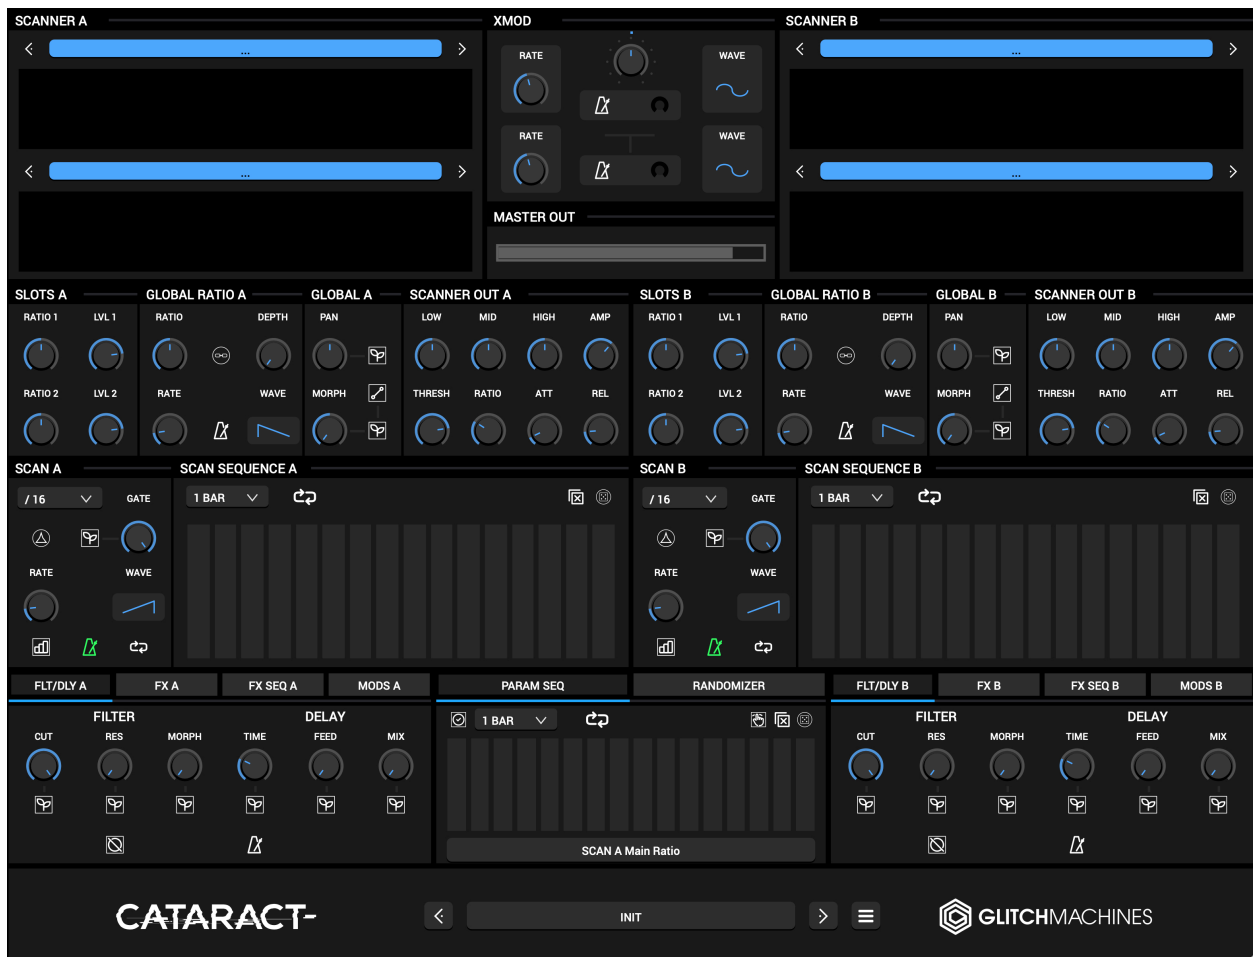 SCANNER A
XMOD
SCANNER B
...
...
RATE
WAVE
RATE
WAVE
...
...
MASTER OUT
SLOTS A
GLOBAL RATIO A
GLOBAL A
SCANNER OUT A
SLOTS B
GLOBAL RATIO B
GLOBAL B
SCANNER OUT B
RATIO 1
LVL 1
RATIO
DEPTH
PAN
LOW
MID
HIGH
AMP
RATIO 1
LVL 1
RATIO
DEPTH
PAN
LOW
MID
HIGH
AMP
RATIO 2
LVL 2
RATE
WAVE
MORPH
THRESH
RATIO
ATT
REL
RATIO 2
LVL 2
RATE
WAVE
MORPH
THRESH
RATIO
ATT
REL
SCAN A
SCAN SEQUENCE A
SCAN B
SCAN SEQUENCE B
/ 16
GATE
1 BAR
/ 16
GATE
1 BAR
RATE
WAVE
RATE
WAVE
FLT/DLY A
FX A
FX SEQ A
MODS A
PARAM SEQ
RANDOMIZER
FLT/DLY B
FX B
FX SEQ B
MODS B
FILTER
DELAY
1 BAR
FILTER
DELAY
CUT
RES
MORPH
TIME
FEED
MIX
CUT
RES
MORPH
TIME
FEED
MIX
SCAN A Main Ratio
CATARACT-
INIT
GLITCHMACHINES